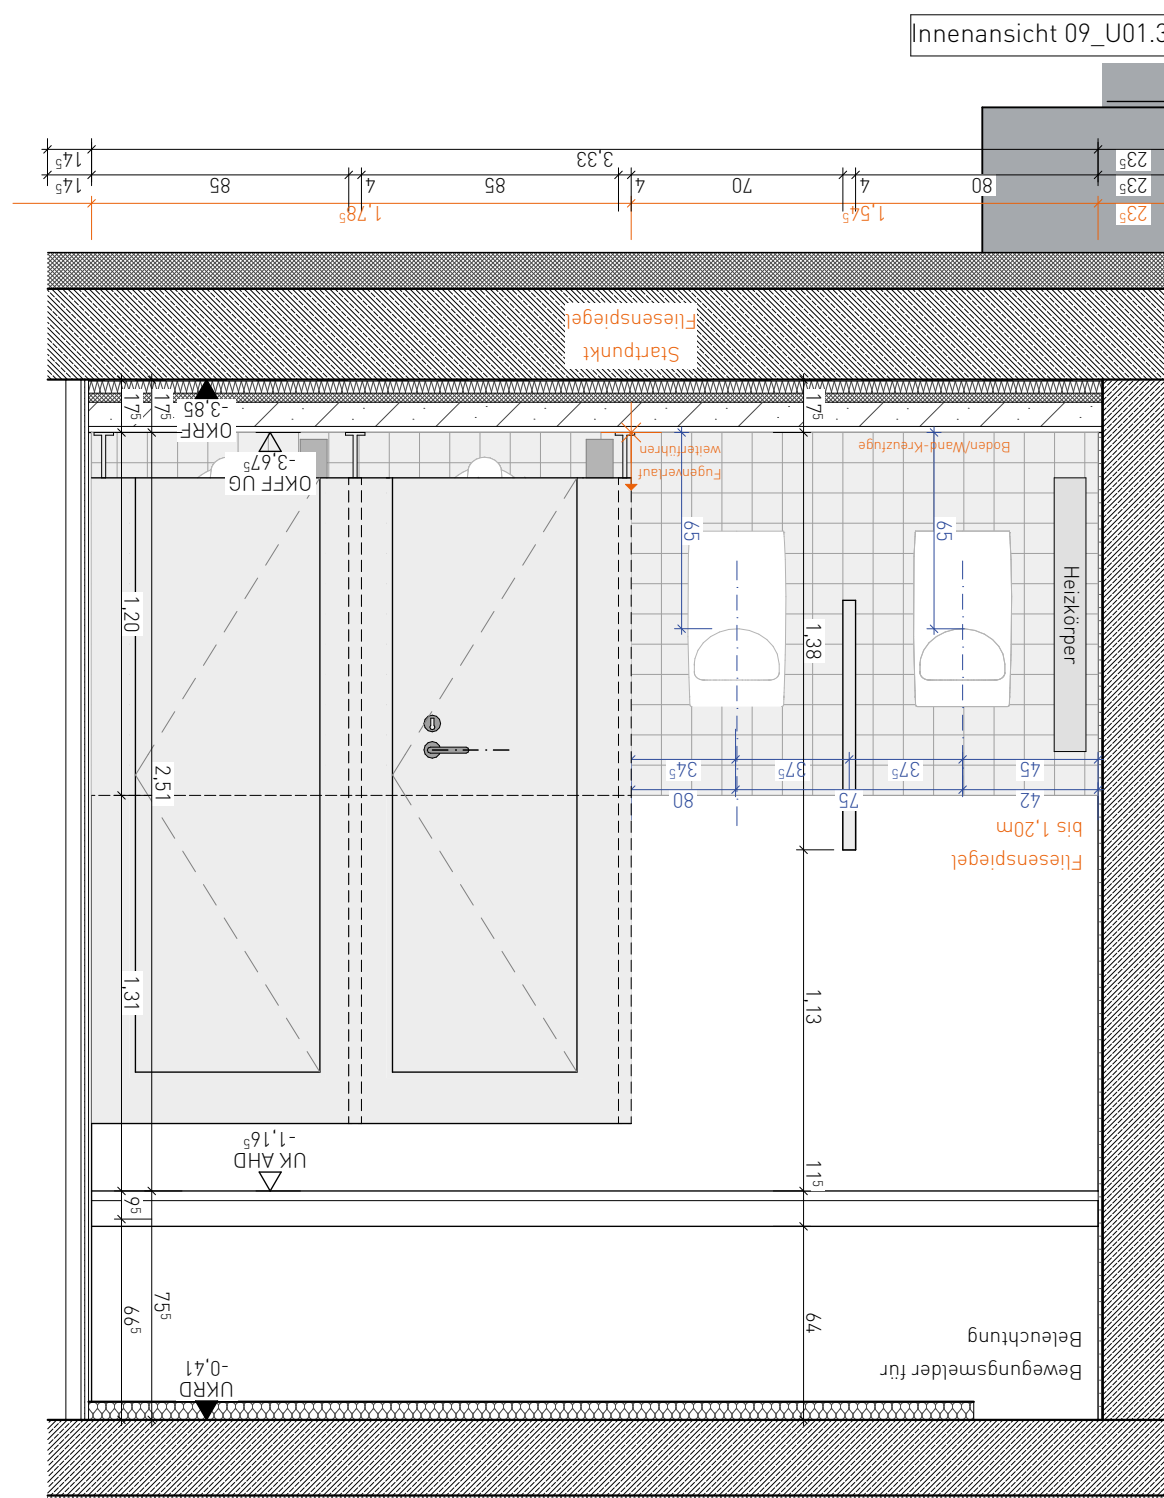 Innenansicht 09_U01.3
14⁵
3,33
23⁵
14⁵
85
4
85
4
70
4
80
23⁵
1,78⁵
1,54⁵
23⁵
Startpunkt
Fliesenspiegel
17⁵
17⁵
OKRF
-3,85
17⁵
OKFF UG
-3,67⁵
Fugenverlauf
weiterführen
Boden/Wand-Kreuzfuge
65
65
Heizkörper
1,20
1,38
34⁵
37⁵
37⁵
45
80
75
42
2,51
Fliesenspiegel
bis 1,20m
1,31
1,13
UK AHD
-1,16⁵
11⁵
9⁵
75⁵
66⁵
64
Bewegungsmelder für
Beleuchtung
UKRD
-0,41